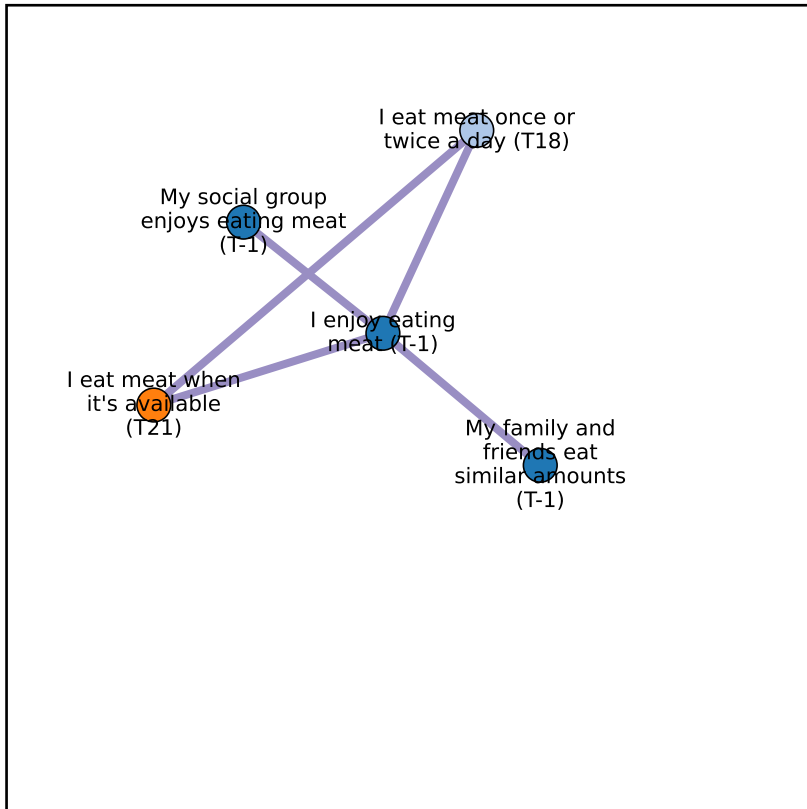 I eat meat once or
twice a day (T18)
My social group
enjoys eating meat
(T-1)
I enjoy eating
meat (T-1)
I eat meat when
it's available
(T21)
My family and
friends eat
similar amounts
(T-1)